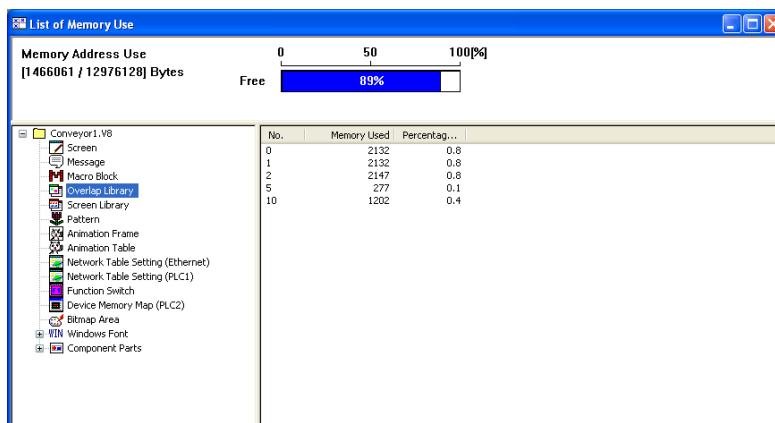 List of Memory Use
Memory Address Use
[1466061 / 12976128] Bytes
0 50 100[%]
Free 89%
Conveyor1.V8
Screen
Message
Macro Block
Overlap Library
Screen Library
Pattern
Animation Frame
Animation Table
Network Table Setting (Ethernet)
Network Table Setting (PLC1)
Function Switch
Device Memory Map (PLC2)
Bitmap Area
WIN Windows Font
Component Parts
No. Memory Used Percentag...
0 2132 0.8
1 2132 0.8
2 2147 0.8
5 277 0.1
10 1202 0.4